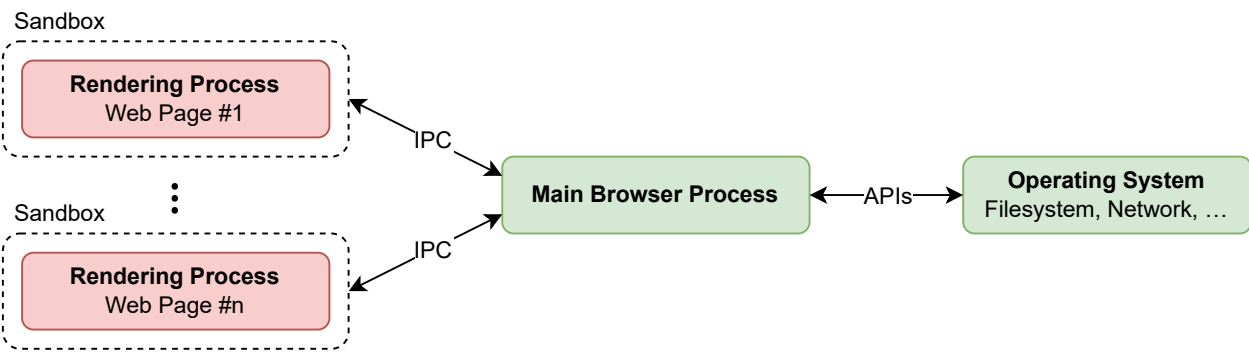 Sandbox
Rendering Process
Web Page #1
IPC
Main Browser Process
APIs
Operating System
Filesystem, Network, …
Sandbox
IPC
Rendering Process
Web Page #n